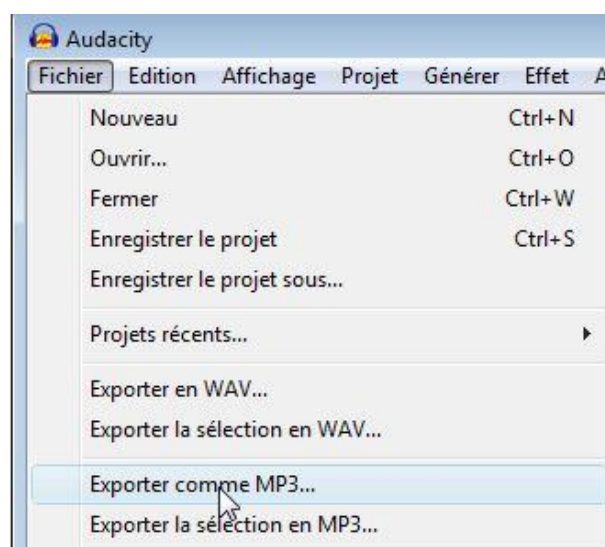 Audacity
Fichier Edition Affichage Projet Générer Effet A
Nouveau Ctrl+N
Ouvrir... Ctrl+O
Fermer Ctrl+W
Enregistrer le projet Ctrl+S
Enregistrer le projet sous...
Projets récents...
Exporter en WAV...
Exporter la sélection en WAV...
Exporter comme MP3...
Exporter la sélection en MP3...